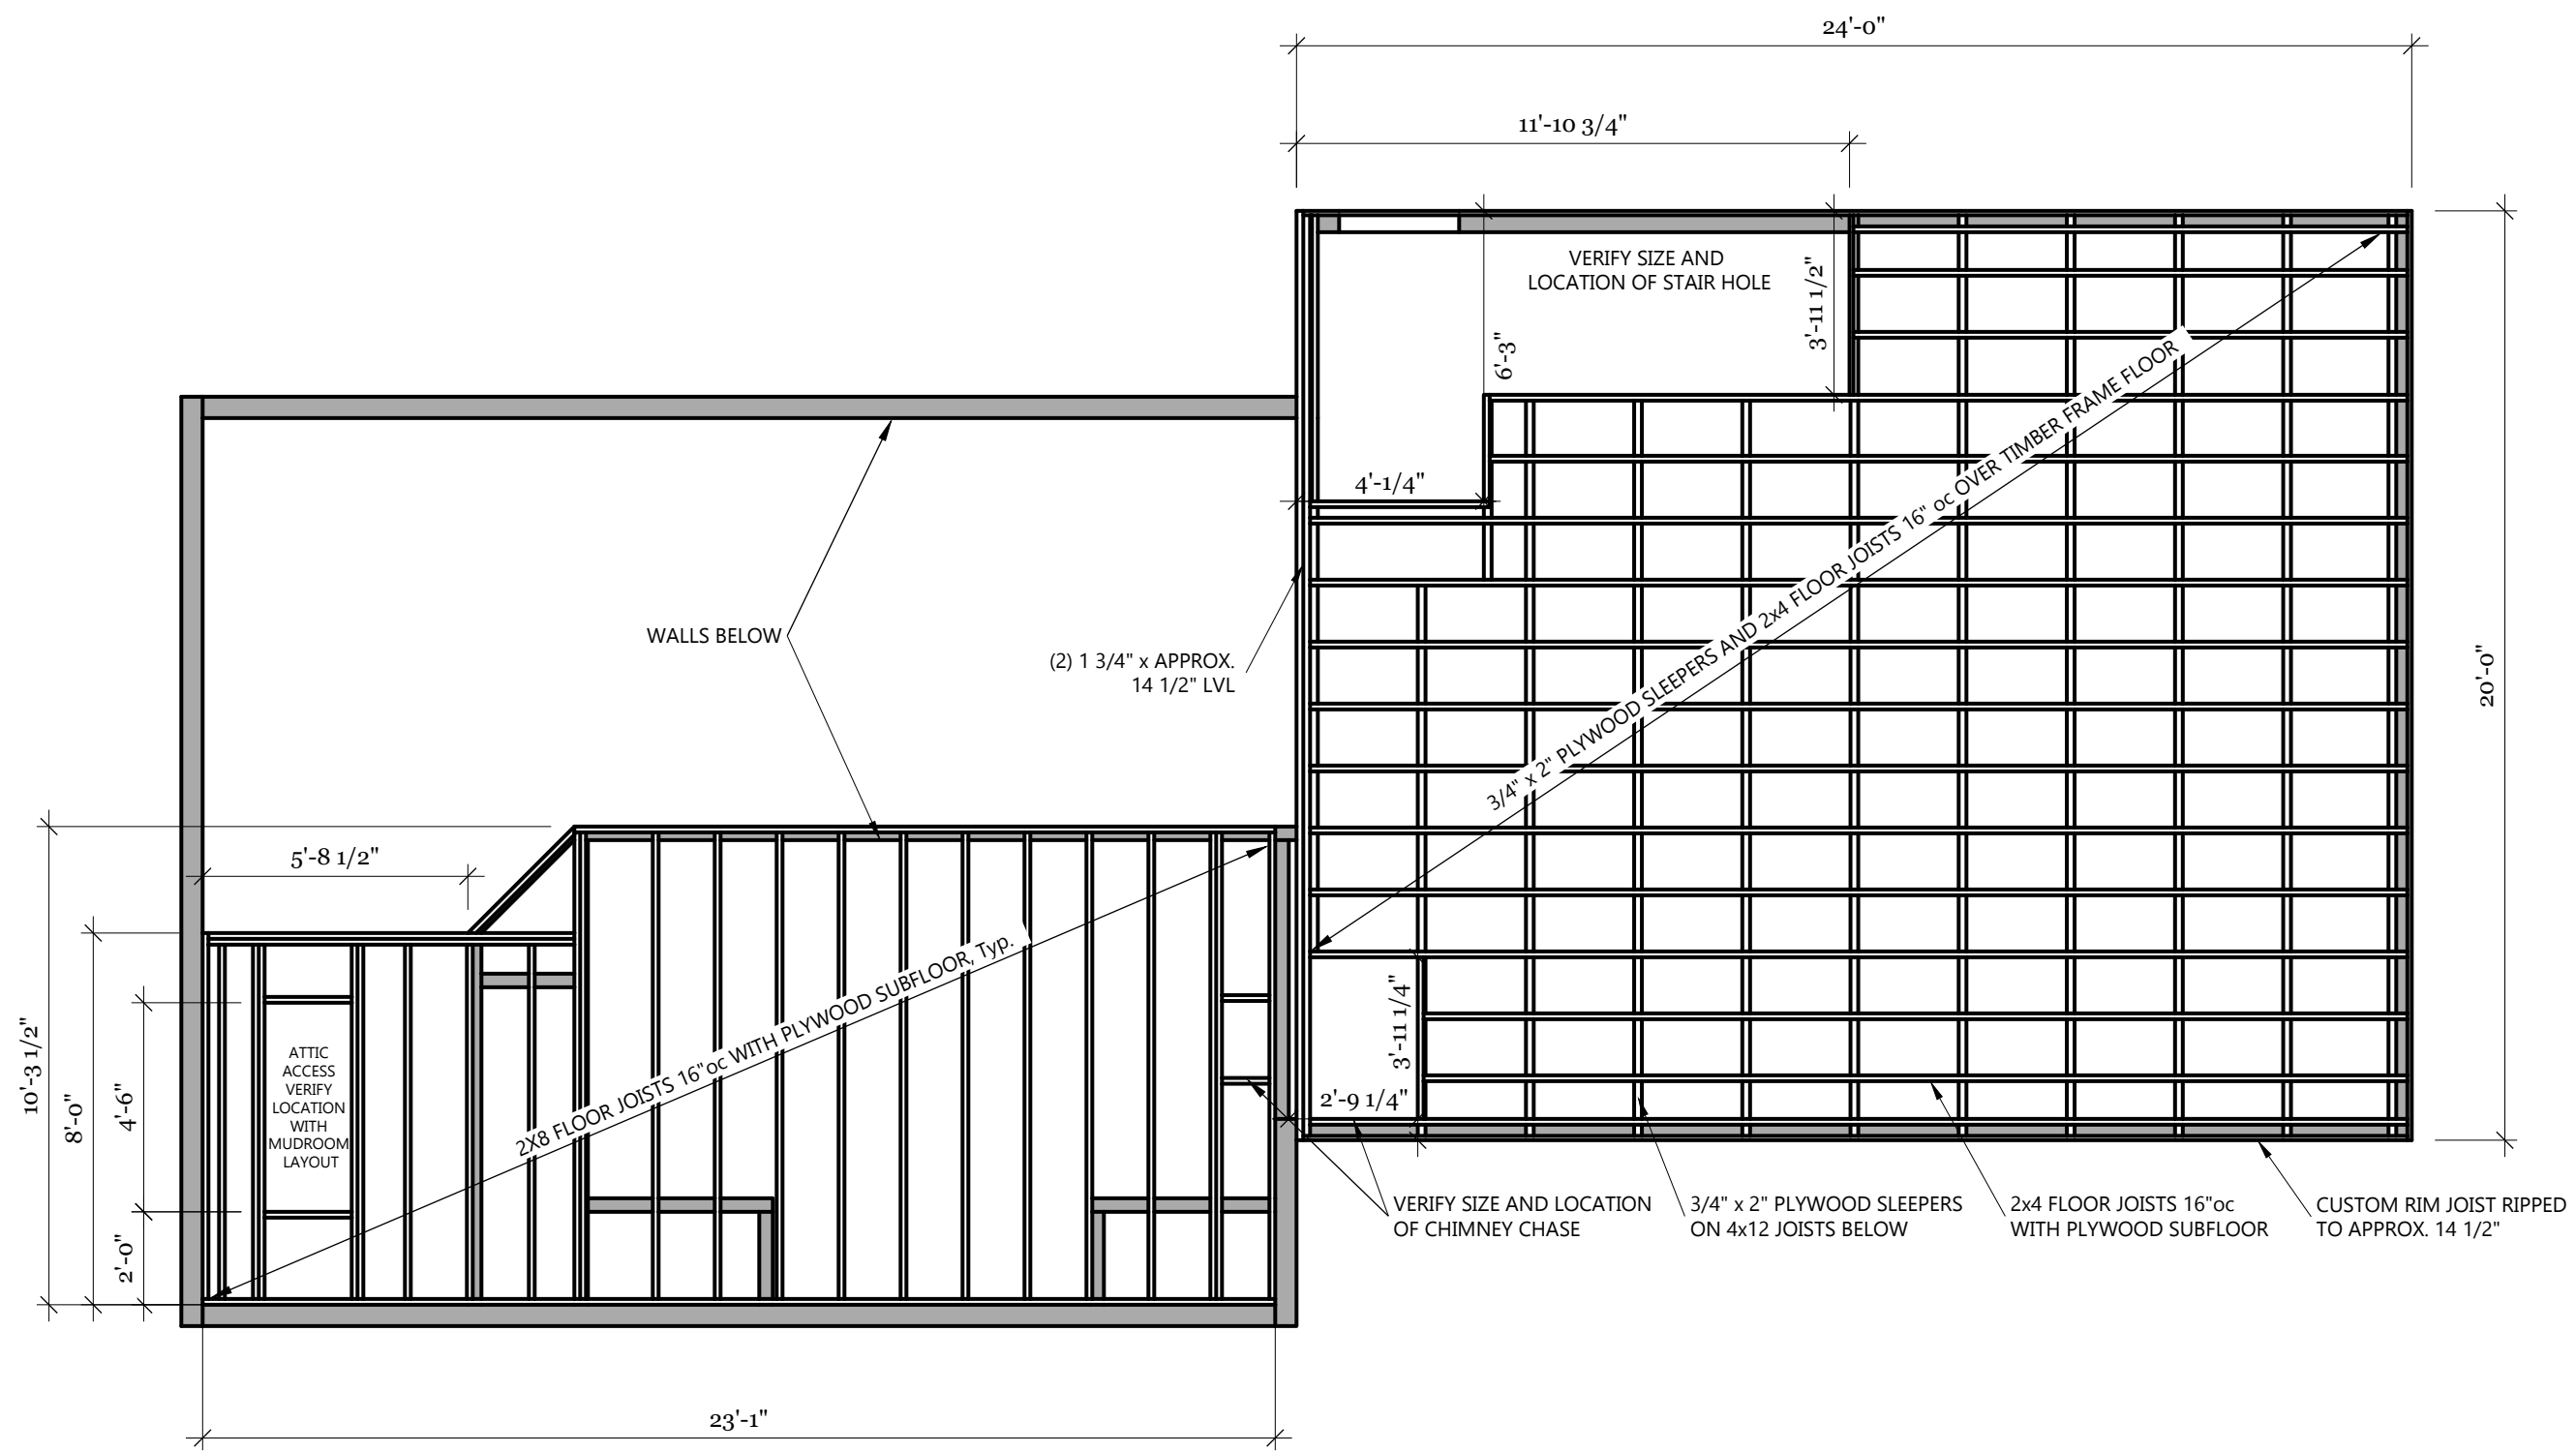 24'-0"
11'-10 3/4"
VERIFY SIZE AND
LOCATION OF STAIR HOLE
3'-11 1/2"
6'-3"
4'-1/4"
3/4" x 2" PLYWOOD SLEEPERS AND 2x4 FLOOR JOISTS 16" oc OVER TIMBER FRAME FLOOR
20'-0"
WALLS BELOW
(2) 1 3/4" x APPROX.
14 1/2" LVL
5'-8 1/2"
10'-3 1/2"
8'-0"
4'-6"
2'-0"
ATTIC
ACCESS
VERIFY
LOCATION
WITH
MUDROOM
LAYOUT
2X8 FLOOR JOISTS 16"oc WITH PLYWOOD SUBFLOOR, Typ.
3'-11 1/4"
2'-9 1/4"
VERIFY SIZE AND LOCATION
OF CHIMNEY CHASE
3/4" x 2" PLYWOOD SLEEPERS
ON 4x12 JOISTS BELOW
2x4 FLOOR JOISTS 16"oc
WITH PLYWOOD SUBFLOOR
CUSTOM RIM JOIST RIPPED
TO APPROX. 14 1/2"
23'-1"